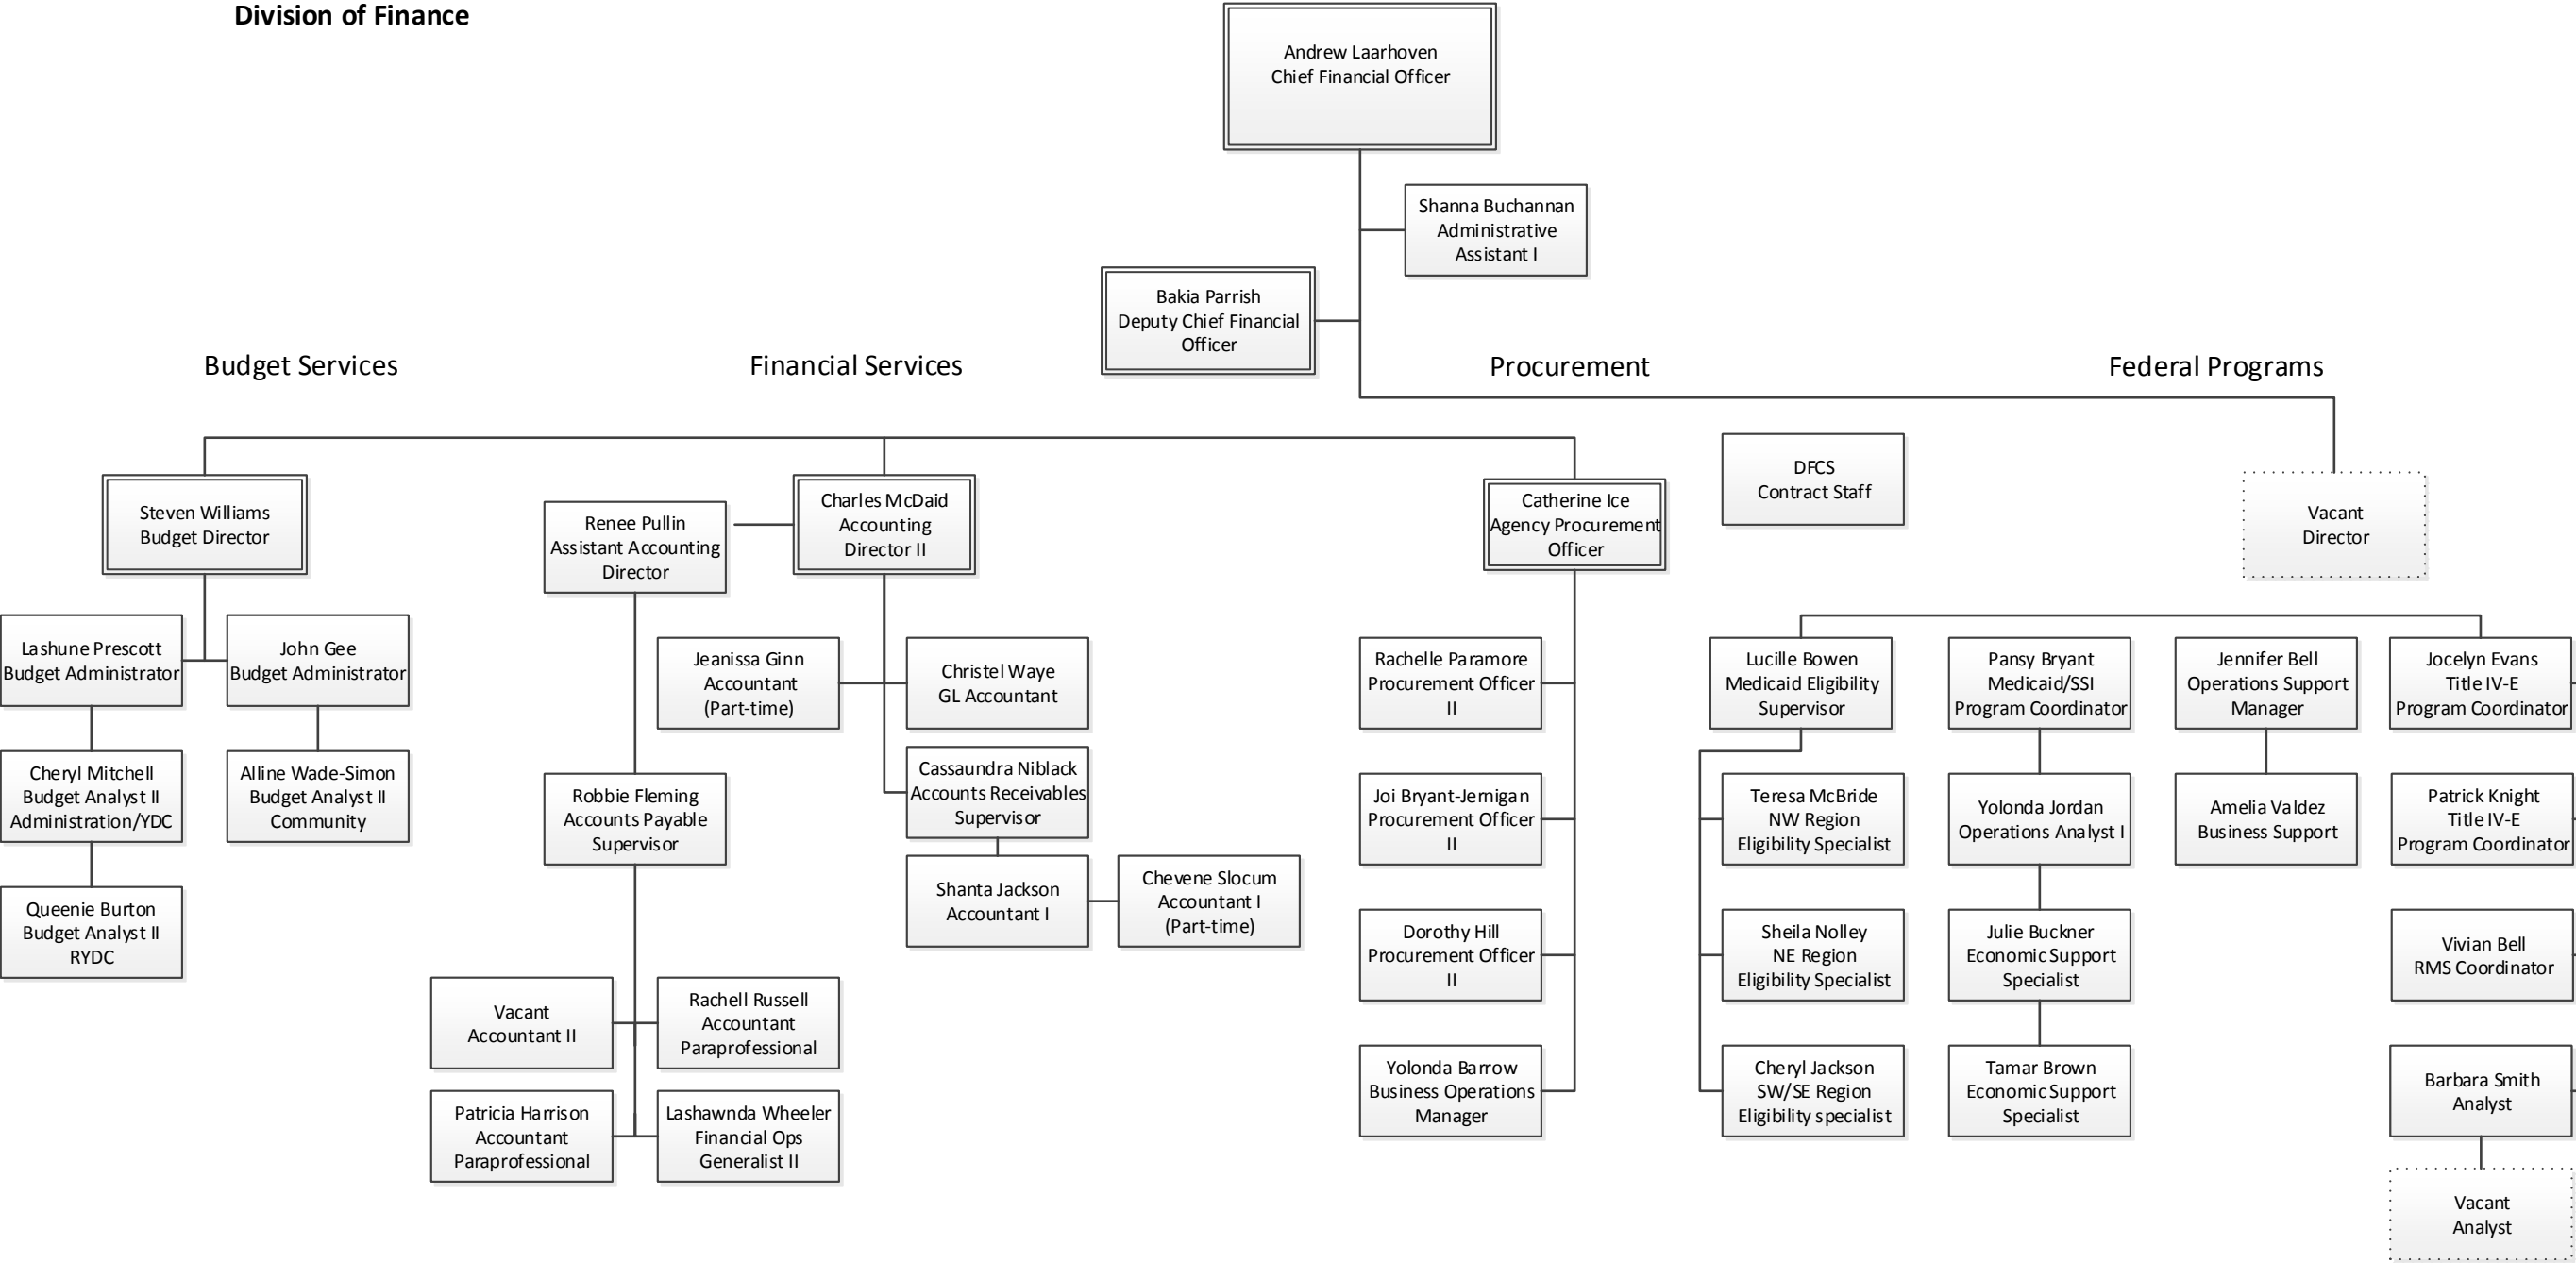 Division of Finance
Andrew Laarhoven
Chief Financial Officer
Shanna Buchannan
Administrative
Assistant I
Bakia Parrish
Deputy Chief Financial
Officer
Budget Services
Financial Services
Procurement
Federal Programs
Steven Williams
Budget Director
Lashune Prescott
Budget Administrator
John Gee
Budget Administrator
Cheryl Mitchell
Budget Analyst II
Administration/YDC
Alline Wade-Simon
Budget Analyst II
Community
Queenie Burton
Budget Analyst II
RYDC
Renee Pullin
Assistant Accounting
Director
Charles McDaid
Accounting
Director II
Jeanissa Ginn
Accountant
(Part-time)
Christel Waye
GL Accountant
Robbie Fleming
Accounts Payable
Supervisor
Cassaundra Niblack
Accounts Receivables
Supervisor
Shanta Jackson
Accountant I
Chevene Slocum
Accountant I
(Part-time)
Vacant
Accountant II
Rachell Russell
Accountant
Paraprofessional
Patricia Harrison
Accountant
Paraprofessional
Lashawnda Wheeler
Financial Ops
Generalist II
Catherine Ice
Agency Procurement
Officer
Rachelle Paramore
Procurement Officer
II
Joi Bryant-Jernigan
Procurement Officer
II
Dorothy Hill
Procurement Officer
II
Yolonda Barrow
Business Operations
Manager
DFCS
Contract Staff
Vacant
Director
Lucille Bowen
Medicaid Eligibility
Supervisor
Teresa McBride
NW Region
Eligibility Specialist
Sheila Nolley
NE Region
Eligibility Specialist
Cheryl Jackson
SW/SE Region
Eligibility specialist
Pansy Bryant
Medicaid/SSI
Program Coordinator
Yolonda Jordan
Operations Analyst I
Julie Buckner
Economic Support
Specialist
Tamar Brown
Economic Support
Specialist
Jennifer Bell
Operations Support
Manager
Amelia Valdez
Business Support
Jocelyn Evans
Title IV-E
Program Coordinator
Patrick Knight
Title IV-E
Program Coordinator
Vivian Bell
RMS Coordinator
Barbara Smith
Analyst
Vacant
Analyst